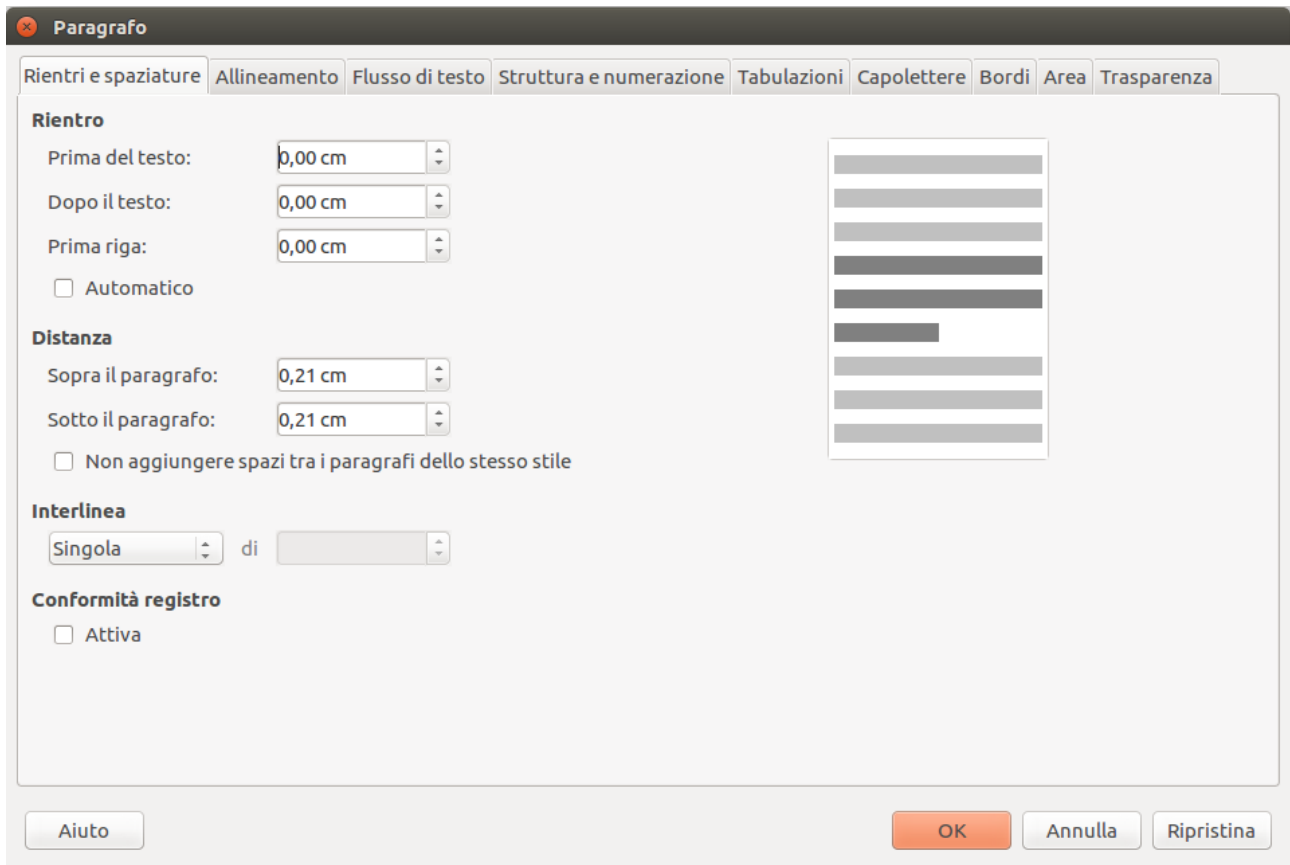 Paragrafo
Rientri e spaziature Allineamento Flusso di testo Struttura e numerazione Tabulazioni Capolettere Bordi Area Trasparenza
Rientro
Prima del testo: 0,00 cm
Dopo il testo: 0,00 cm
Prima riga: 0,00 cm
Automatico
Distanza
Sopra il paragrafo: 0,21 cm
Sotto il paragrafo: 0,21 cm
Non aggiungere spazi tra i paragrafi dello stesso stile
Interlinea
Singola di
Conformità registro
Attiva
Aiuto OK Annulla Ripristina